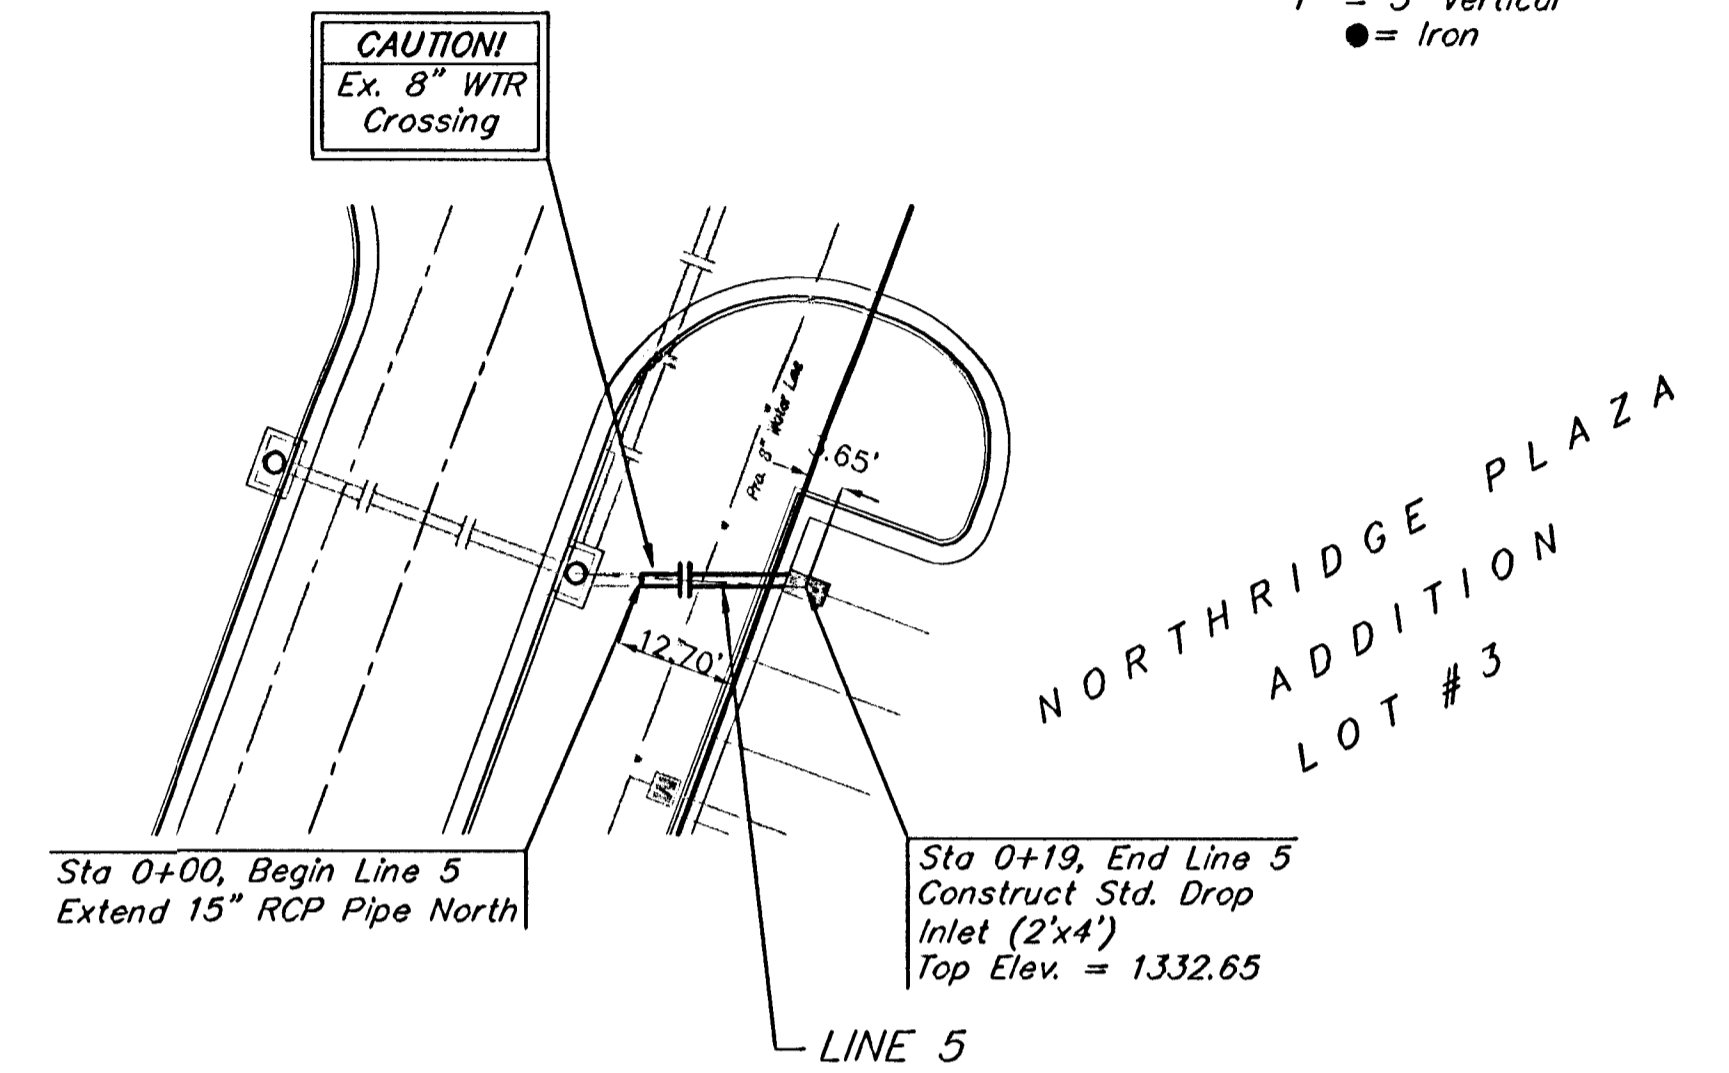 = 5' Vertical
= Iron
CAUTION!
Ex. 8" WTR
Crossing
Pro. 8" Water Line
.65'
12.70'
NORTHRIDGE PLAZA
ADDITION
LOT #3
Sta 0+00, Begin Line 5
Extend 15" RCP Pipe North
Sta 0+19, End Line 5
Construct Std. Drop
Inlet (2'x4')
Top Elev. = 1332.65
LINE 5